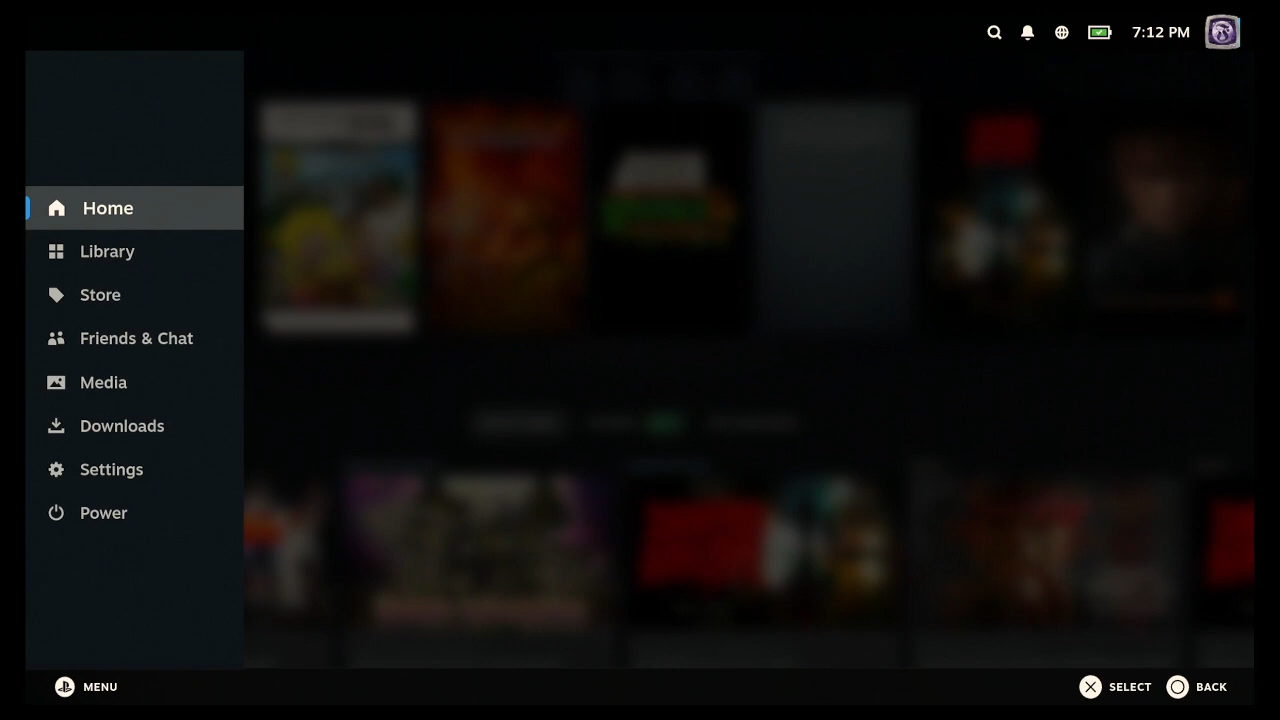 7:12 PM
Home
Library
Store
Friends & Chat
Media
Downloads
Settings
Power
MENU
SELECT
BACK